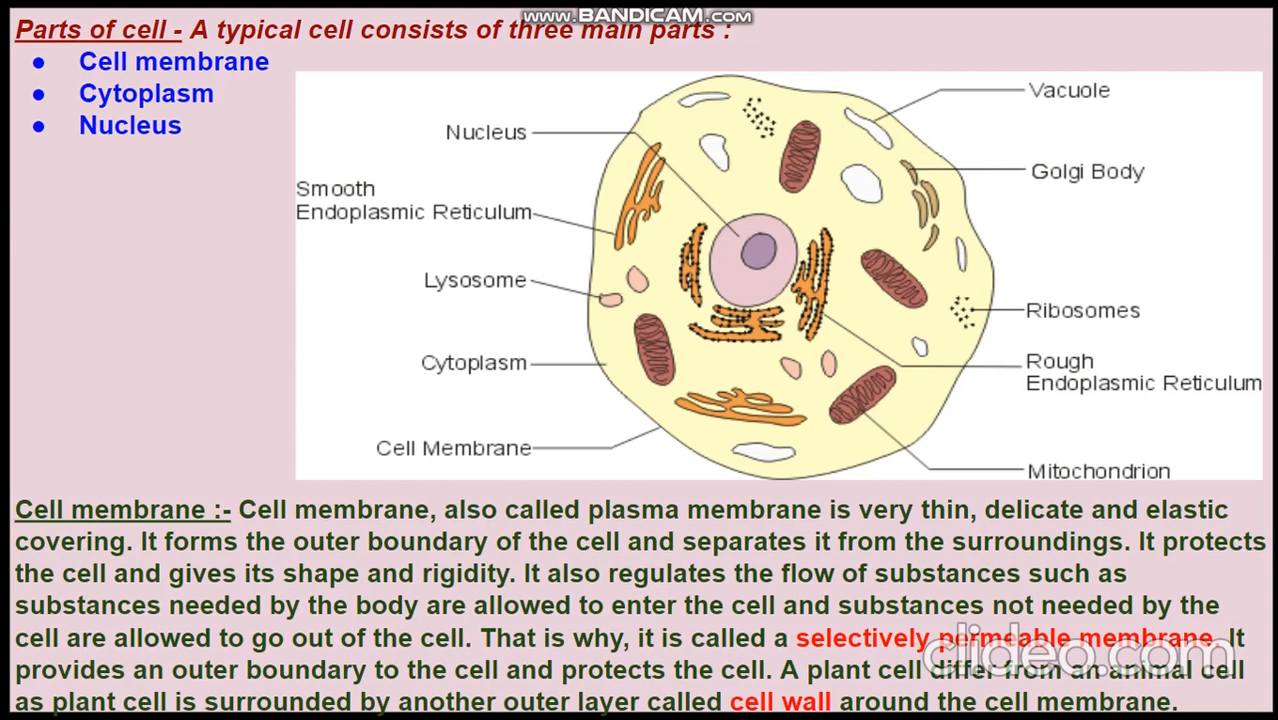 www.BANDICAM.com
Parts of cell - A typical cell consists of three main parts :
● Cell membrane
● Cytoplasm
● Nucleus
Vacuole
Nucleus
Golgi Body
Smooth
Endoplasmic Reticulum
Lysosome
Ribosomes
Cytoplasm
Rough
Endoplasmic Reticulum
Cell Membrane
Mitochondrion
Cell membrane :- Cell membrane, also called plasma membrane is very thin, delicate and elastic
covering. It forms the outer boundary of the cell and separates it from the surroundings. It protects
the cell and gives its shape and rigidity. It also regulates the flow of substances such as
substances needed by the body are allowed to enter the cell and substances not needed by the
cell are allowed to go out of the cell. That is why, it is called a selectively permeable membrane. It
provides an outer boundary to the cell and protects the cell. A plant cell differ from an animal cell
as plant cell is surrounded by another outer layer called cell wall around the cell membrane.
clideo.com